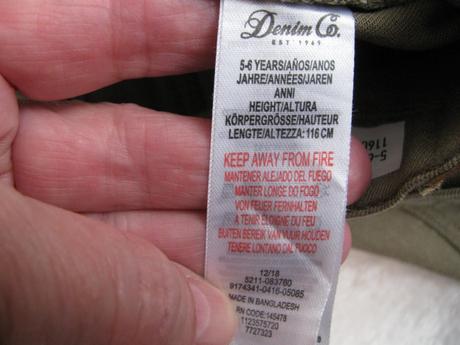 Denim Co.
EST 1969
5-6 YEARS/AÑOS/ANOS
JAHRE/ANNÉES/JAREN
ANNI
HEIGHT/ALTURA
KÖRPERGRÖSSE/HAUTEUR
LENGTE/ALTEZZA: 116 CM
KEEP AWAY FROM FIRE
MANTENER ALEJADO DEL FUEGO
MANTER LONGE DO FOGO
VON FEUER FERNHALTEN
A TENIR ÉLOIGNE DU FEU
BUITEN BEREIK VAN VUUR HOUDEN
TENERE LONTANO DAL FUOCO
12/18
5211-083760
9174341-0416-05085
MADE IN BANGLADESH
RN CODE: 145478
1123575720
7727323